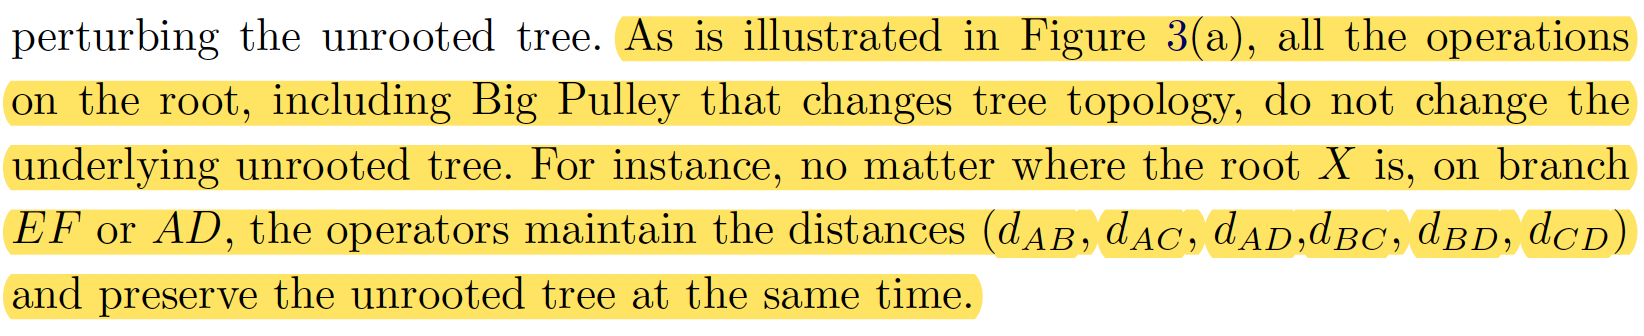 perturbing the unrooted tree. As is illustrated in Figure 3(a), all the operations
on the root, including Big Pulley that changes tree topology, do not change the
underlying unrooted tree. For instance, no matter where the root X is, on branch
EF or AD, the operators maintain the distances (d_{AB}, d_{AC}, d_{AD},d_{BC}, d_{BD}, d_{CD})
and preserve the unrooted tree at the same time.